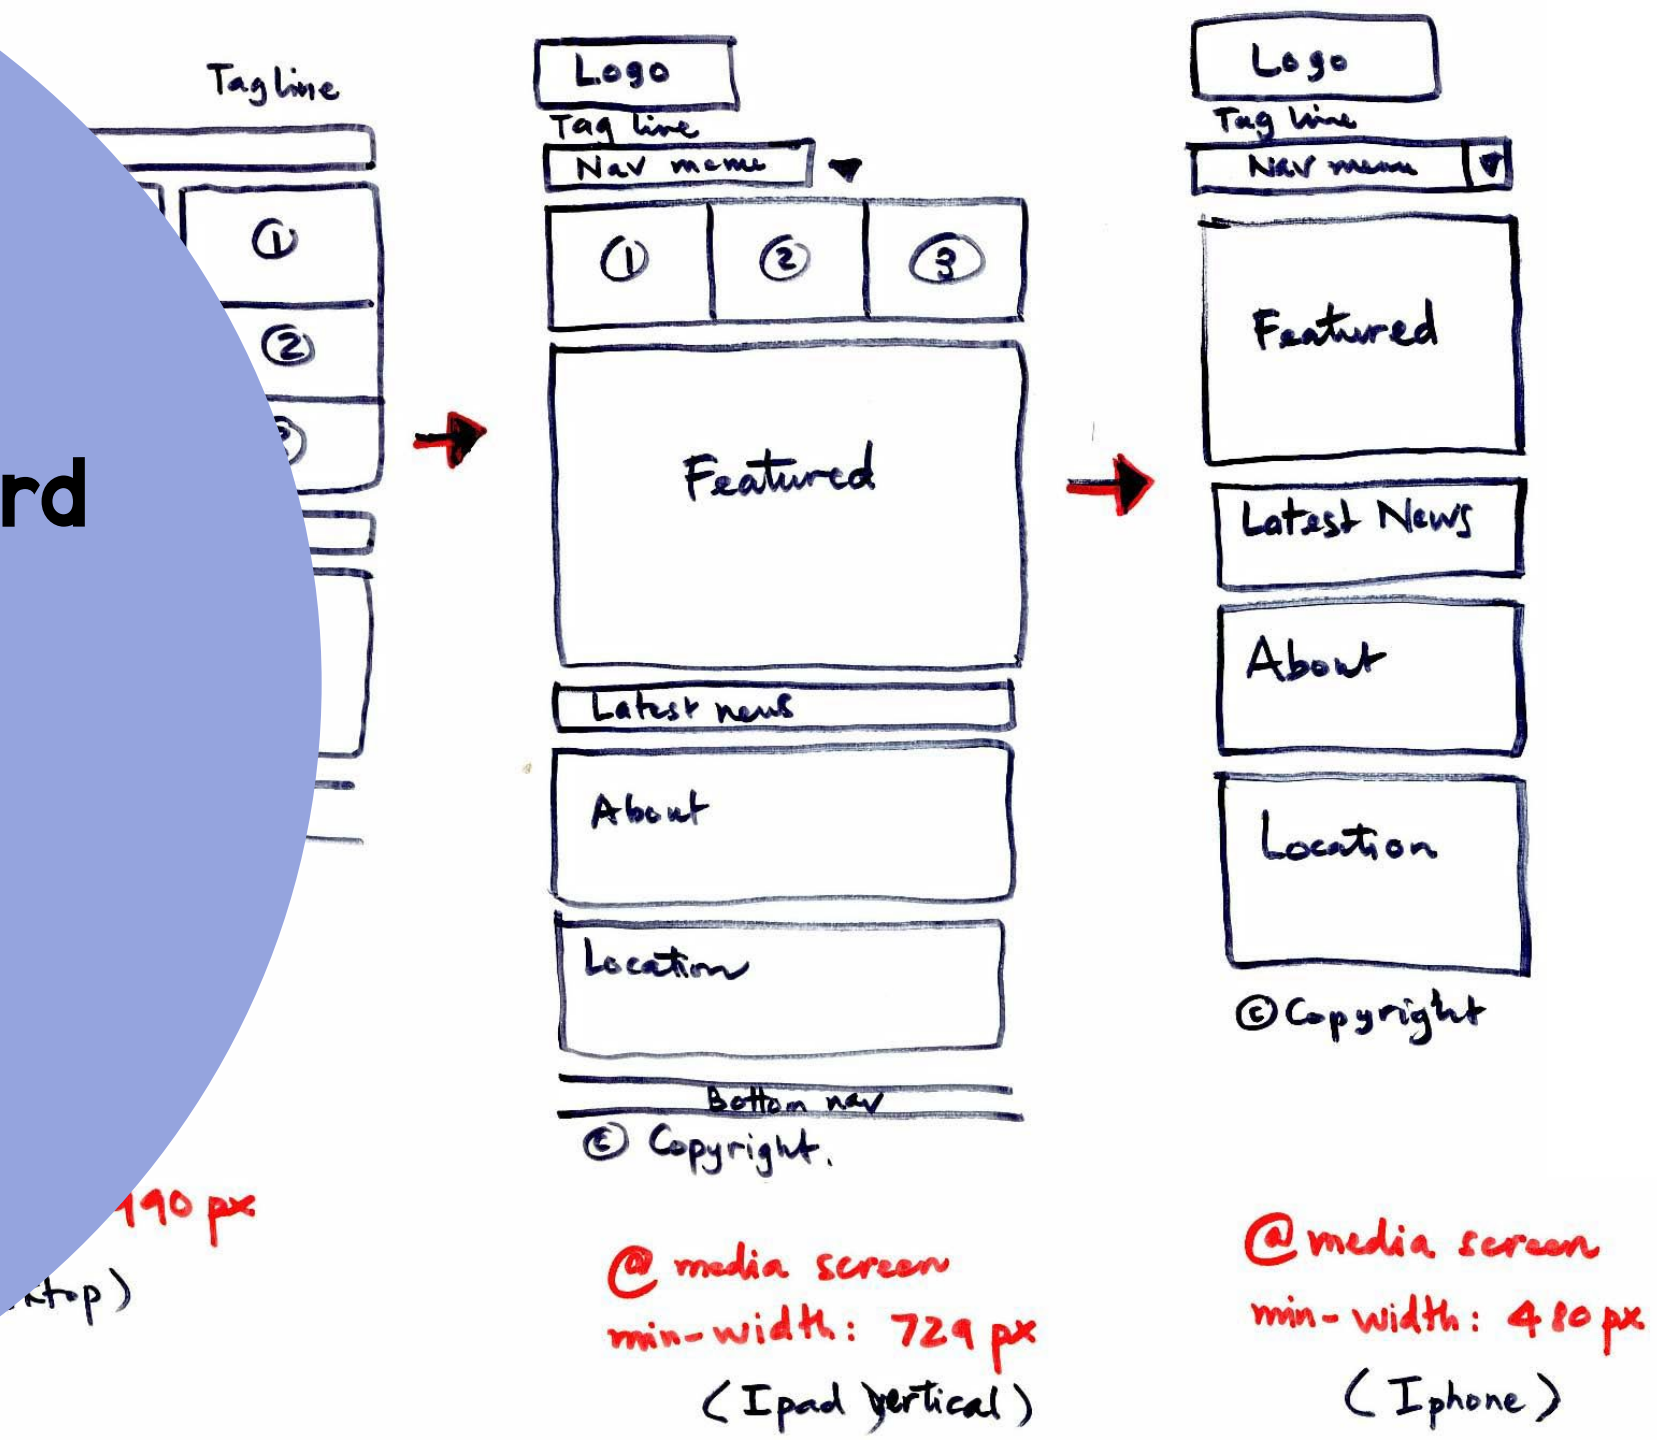 rd
Tagline
①
②
990 px
ktop)
Logo
Tag line
Nav menu
① ② ③
Featured
Latest news
About
Location
Bottom nav
© Copyright.
@media screen
min-width: 729 px
(Ipad vertical)
Logo
Tag line
Nav menu
Featured
Latest News
About
Location
© Copyright
@media screen
min-width: 480 px
(Iphone)